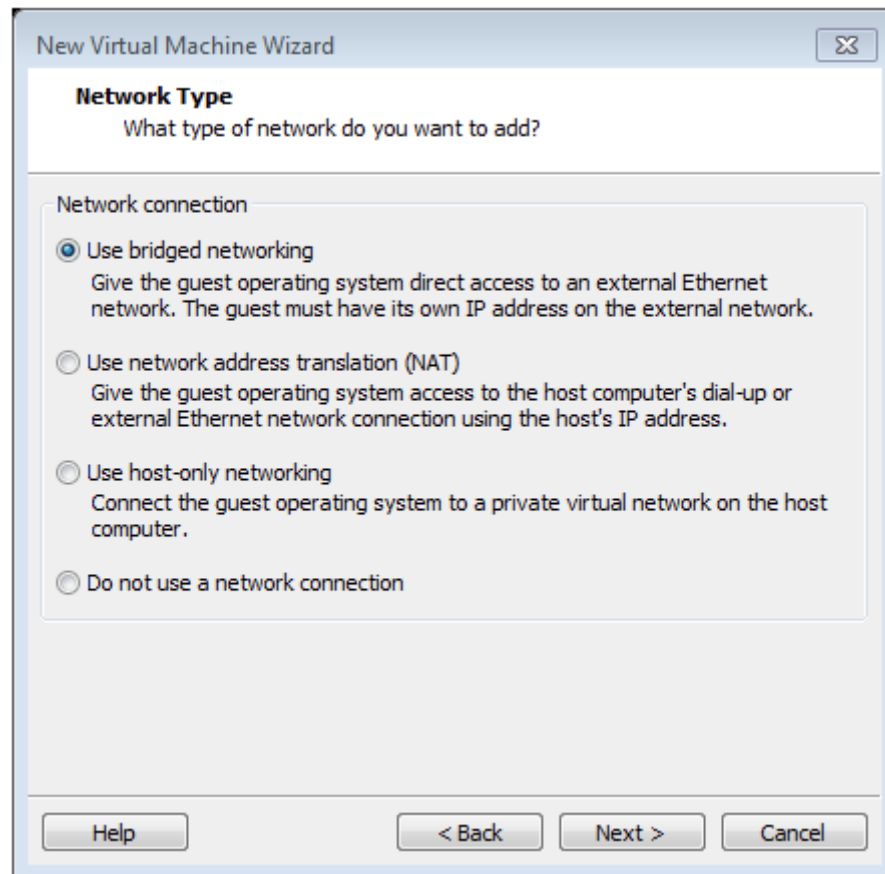 New Virtual Machine Wizard
Network Type
What type of network do you want to add?
Network connection
Use bridged networking
Give the guest operating system direct access to an external Ethernet
network. The guest must have its own IP address on the external network.
Use network address translation (NAT)
Give the guest operating system access to the host computer's dial-up or
external Ethernet network connection using the host's IP address.
Use host-only networking
Connect the guest operating system to a private virtual network on the host
computer.
Do not use a network connection
Help < Back Next > Cancel